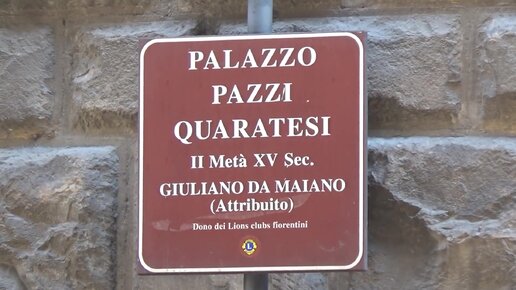 PALAZZO
PAZZI
QUARATESI
II Metà XV Sec.
GIULIANO DA MAIANO
(Attribuito)
Dono dei Lions clubs fiorentini
L